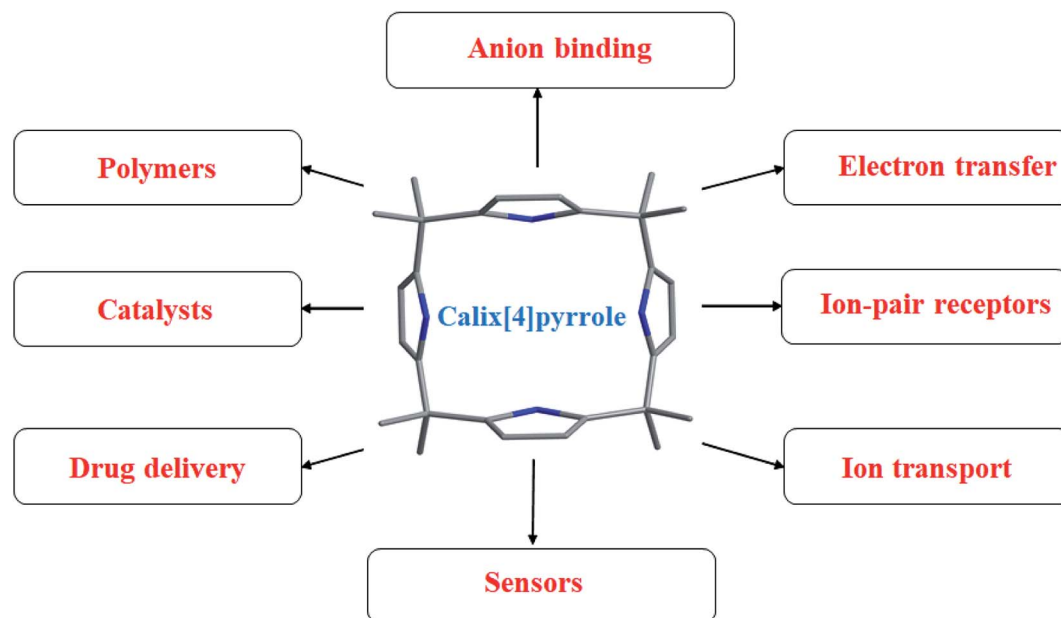 Anion binding
Polymers
Electron transfer
Catalysts
Calix[4]pyrrole
Ion-pair receptors
Drug delivery
Ion transport
Sensors